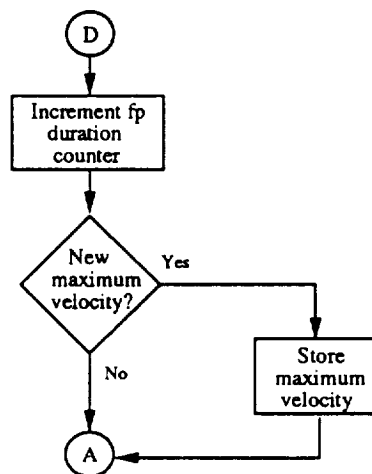 D
Increment fp
duration
counter
New
maximum
velocity?
Yes
No
Store
maximum
velocity
A